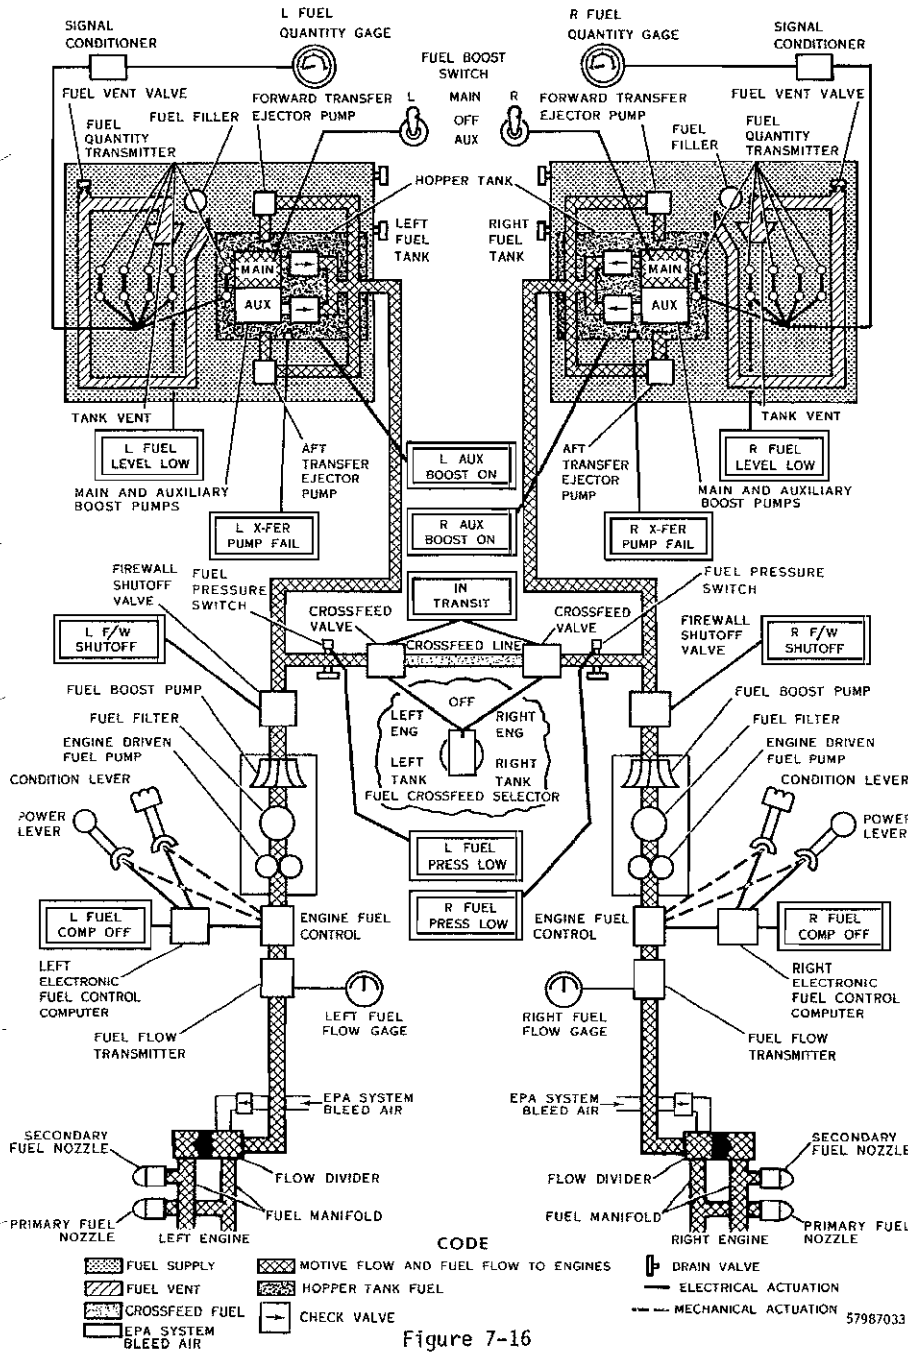 SIGNAL
CONDITIONER
L FUEL
QUANTITY GAGE
FUEL BOOST
SWITCH
R FUEL
QUANTITY GAGE
SIGNAL
CONDITIONER
FUEL VENT VALVE
FUEL FILLER
FORWARD TRANSFER
EJECTOR PUMP
L
MAIN
R
OFF
AUX
FORWARD TRANSFER
EJECTOR PUMP
FUEL VENT VALVE
FUEL
QUANTITY
TRANSMITTER
FUEL
FILLER
FUEL
QUANTITY
TRANSMITTER
HOPPER TANK
LEFT
FUEL
TANK
RIGHT
FUEL
TANK
MAIN
AUX
MAIN
AUX
TANK VENT
TANK VENT
L FUEL
LEVEL LOW
AFT
TRANSFER
EJECTOR
PUMP
L AUX
BOOST ON
AFT
TRANSFER
EJECTOR
PUMP
R FUEL
LEVEL LOW
MAIN AND AUXILIARY
BOOST PUMPS
MAIN AND AUXILIARY
BOOST PUMPS
L X-FER
PUMP FAIL
R AUX
BOOST ON
R X-FER
PUMP FAIL
FIREWALL
SHUTOFF
VALVE
FUEL
PRESSURE
SWITCH
IN
TRANSIT
FUEL PRESSURE
SWITCH
CROSSFEED
VALVE
CROSSFEED
VALVE
L F/W
SHUTOFF
CROSSFEED LINE
FIREWALL
SHUTOFF
VALVE
R F/W
SHUTOFF
FUEL BOOST PUMP
OFF
FUEL BOOST PUMP
FUEL FILTER
LEFT
ENG
RIGHT
ENG
FUEL FILTER
ENGINE DRIVEN
FUEL PUMP
LEFT
TANK
RIGHT
TANK
ENGINE DRIVEN
FUEL PUMP
CONDITION LEVER
FUEL CROSSFEED SELECTOR
CONDITION LEVER
POWER
LEVER
POWER
LEVER
L FUEL
PRESS LOW
R FUEL
PRESS LOW
L FUEL
COMP OFF
ENGINE FUEL
CONTROL
ENGINE FUEL
CONTROL
R FUEL
COMP OFF
LEFT
ELECTRONIC
FUEL CONTROL
COMPUTER
LEFT FUEL
FLOW GAGE
RIGHT FUEL
FLOW GAGE
RIGHT
ELECTRONIC
FUEL CONTROL
COMPUTER
FUEL FLOW
TRANSMITTER
FUEL FLOW
TRANSMITTER
EPA SYSTEM
BLEED AIR
EPA SYSTEM
BLEED AIR
SECONDARY
FUEL NOZZLE
SECONDARY
FUEL NOZZLE
FLOW DIVIDER
FLOW DIVIDER
FUEL MANIFOLD
FUEL MANIFOLD
PRIMARY FUEL
NOZZLE
LEFT ENGINE
RIGHT ENGINE
PRIMARY FUEL
NOZZLE
CODE
FUEL SUPPLY
MOTIVE FLOW AND FUEL FLOW TO ENGINES
DRAIN VALVE
FUEL VENT
HOPPER TANK FUEL
ELECTRICAL ACTUATION
CROSSFEED FUEL
CHECK VALVE
MECHANICAL ACTUATION
EPA SYSTEM
BLEED AIR
57987033
Figure 7-16